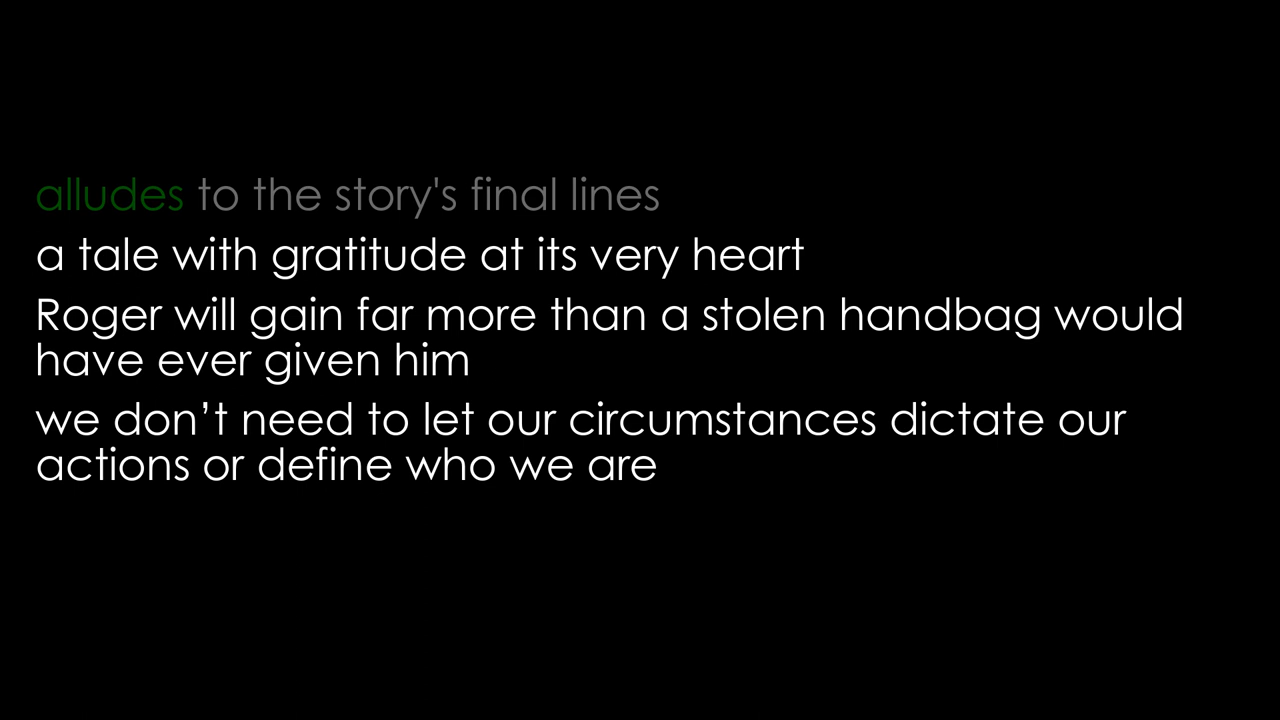 alludes to the story's final lines
a tale with gratitude at its very heart
Roger will gain far more than a stolen handbag would
have ever given him
we don’t need to let our circumstances dictate our
actions or define who we are